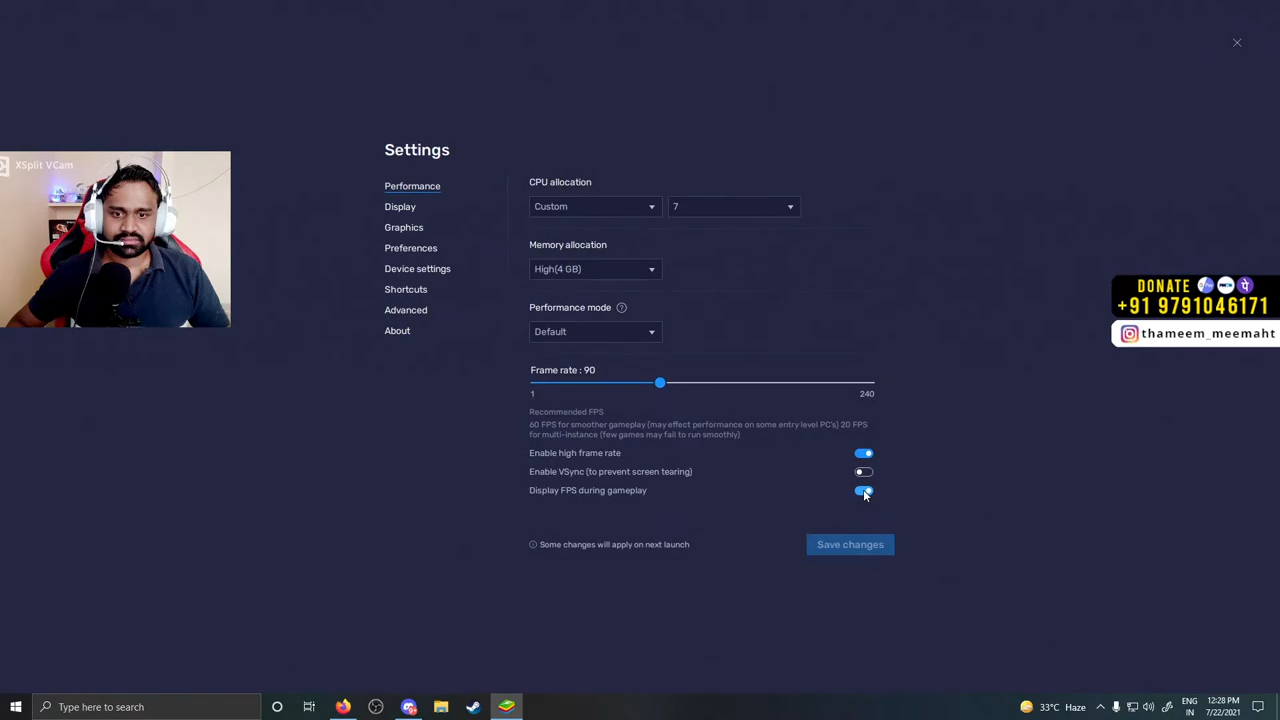 XSplit VCam
Settings
Performance
Display
Graphics
Preferences
Device settings
Shortcuts
Advanced
About
CPU allocation
Custom
7
Memory allocation
High(4 GB)
Performance mode
?
Default
Frame rate : 90
1
240
Recommended FPS
60 FPS for smoother gameplay (may effect performance on some entry level PC's) 20 FPS
for multi-instance (few games may fail to run smoothly)
Enable high frame rate
Enable VSync (to prevent screen tearing)
Display FPS during gameplay
Some changes will apply on next launch
Save changes
DONATE
+91 9791046171
thameem_meemaht
Type here to search
33°C Haze
ENG
IN
12:28 PM
7/22/2021